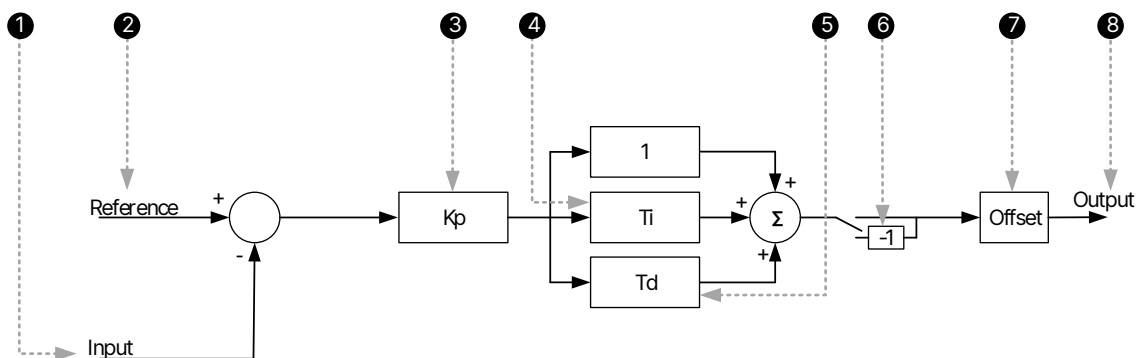 1 2 3 4 5 6 7 8
1
+ + Output
Reference Kp Ti + Σ Offset
- + -1
Td
Input